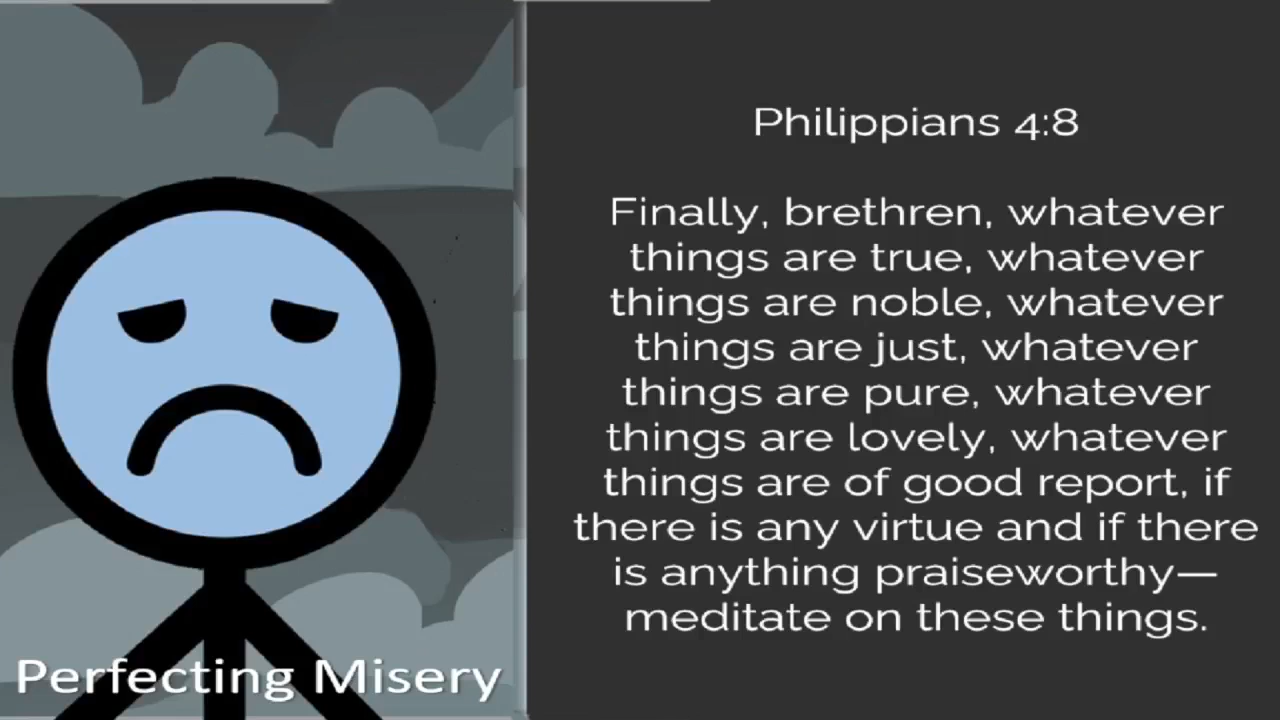 Philippians 4:8
Finally, brethren, whatever
things are true, whatever
things are noble, whatever
things are just, whatever
things are pure, whatever
things are lovely, whatever
things are of good report, if
there is any virtue and if there
is anything praiseworthy—
meditate on these things.
Perfecting Misery